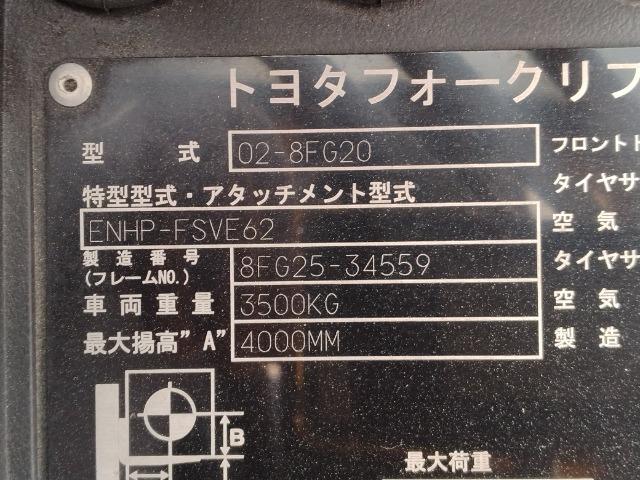 トヨタフォークリフ
型 式 02-8FG20 フロントト
特型型式・アタッチメント型式 タイヤサ
ENHP-FSVE62 空気
製造番号 8FG25-34559 タイヤサ
(フレームNO.)
車両重量 3500KG 空気
最大揚高"A" 4000MM 製造
B
最大荷重